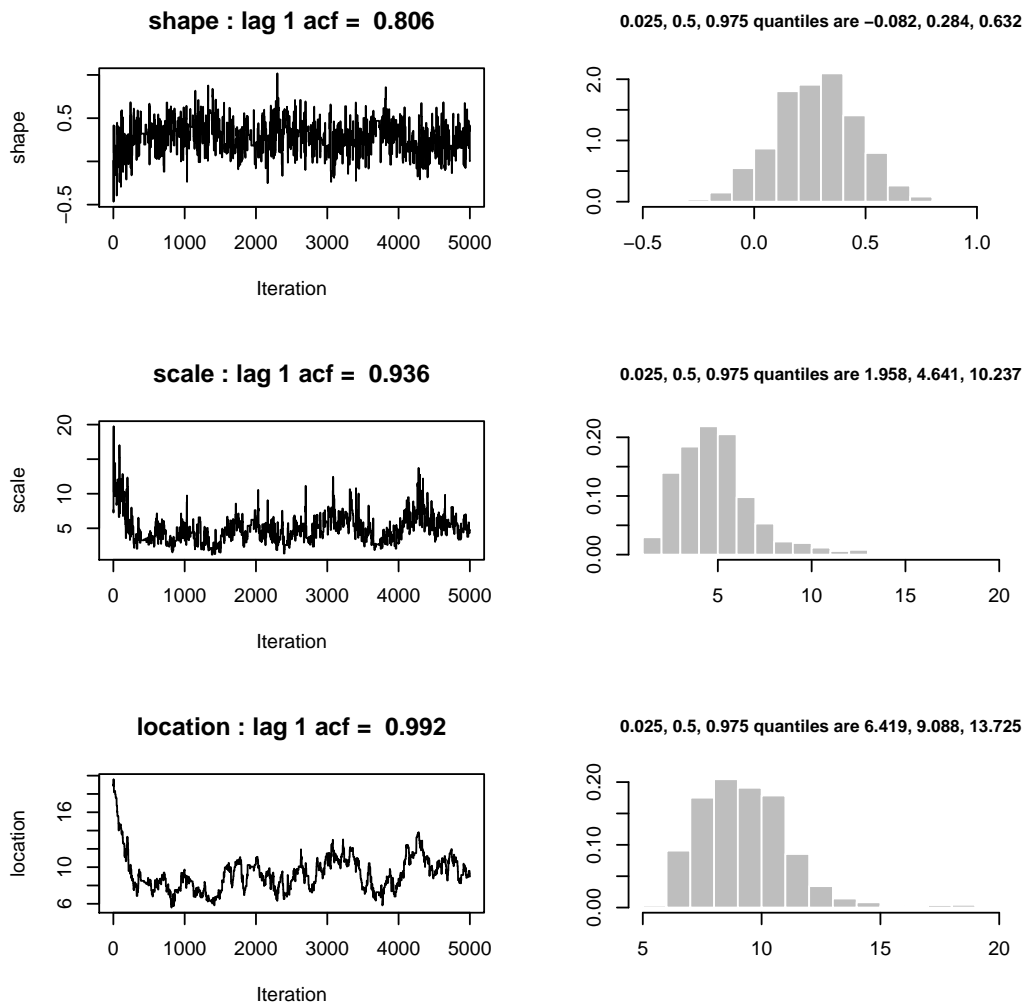 shape : lag 1 acf = 0.806
shape
−0.5 0.5
0 1000 2000 3000 4000 5000
Iteration
0.025, 0.5, 0.975 quantiles are −0.082, 0.284, 0.632
0.0 1.0 2.0
−0.5 0.0 0.5 1.0
scale : lag 1 acf = 0.936
scale
5 10 20
0 1000 2000 3000 4000 5000
Iteration
0.025, 0.5, 0.975 quantiles are 1.958, 4.641, 10.237
0.00 0.10 0.20
5 10 15 20
location : lag 1 acf = 0.992
location
6 10 16
0 1000 2000 3000 4000 5000
Iteration
0.025, 0.5, 0.975 quantiles are 6.419, 9.088, 13.725
0.00 0.10 0.20
5 10 15 20